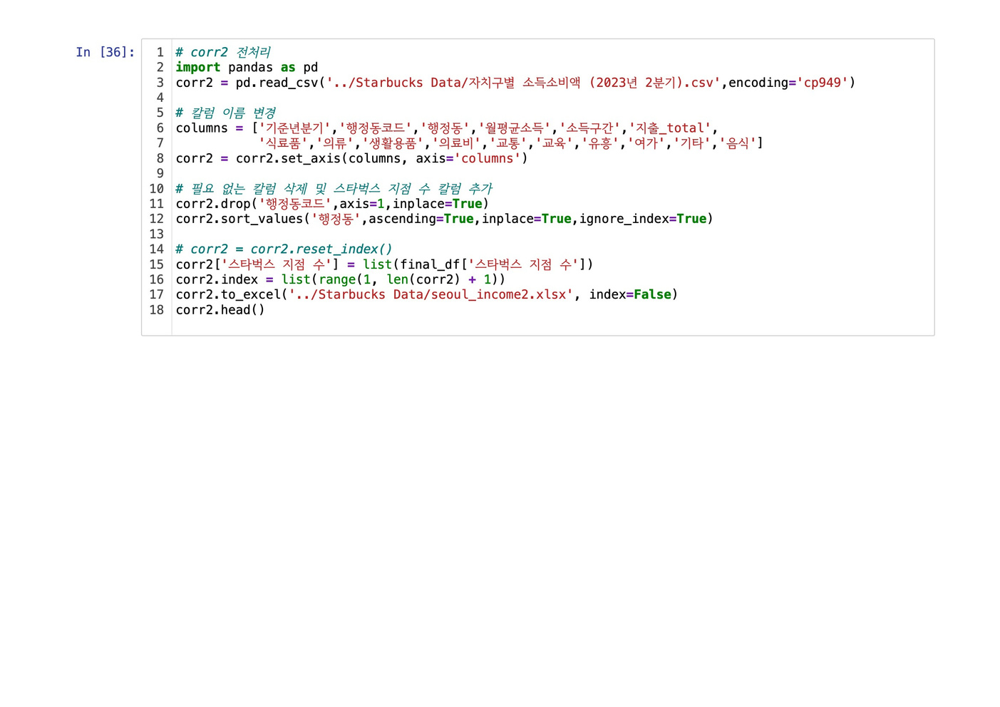 In [36]:
1 # corr2 전처리
2 import pandas as pd
3 corr2 = pd.read_csv('../Starbucks Data/자치구별 소득소비액 (2023년 2분기).csv',encoding='cp949')
4
5 # 칼럼 이름 변경
6 columns = ['기준년분기','행정동코드','행정동','월평균소득','소득구간','지출_total',
7            '식료품','의류','생활용품','의료비','교통','교육','유흥','여가','기타','음식']
8 corr2 = corr2.set_axis(columns, axis='columns')
9
10 # 필요 없는 칼럼 삭제 및 스타벅스 지점 수 칼럼 추가
11 corr2.drop('행정동코드',axis=1,inplace=True)
12 corr2.sort_values('행정동',ascending=True,inplace=True,ignore_index=True)
13
14 # corr2 = corr2.reset_index()
15 corr2['스타벅스 지점 수'] = list(final_df['스타벅스 지점 수'])
16 corr2.index = list(range(1, len(corr2) + 1))
17 corr2.to_excel('../Starbucks Data/seoul_income2.xlsx', index=False)
18 corr2.head()